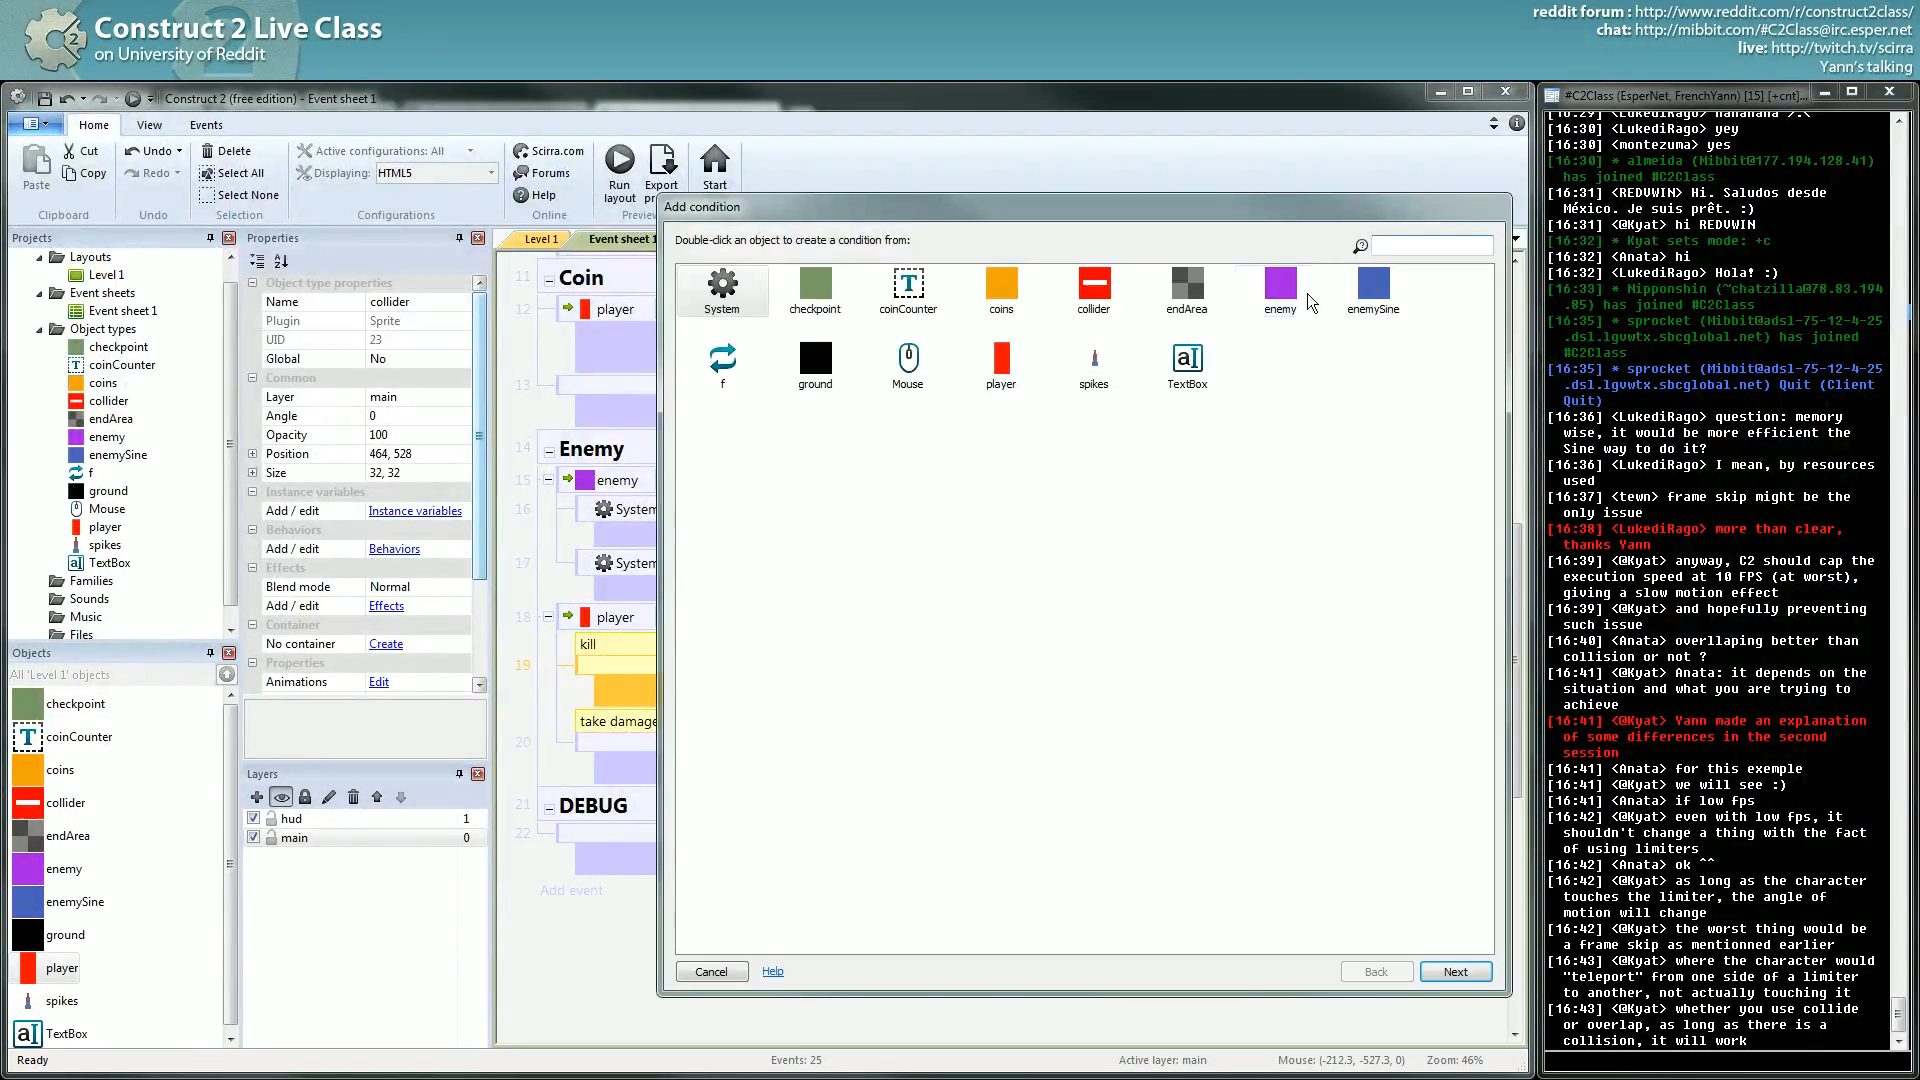 Construct 2 Live Class
on University of Reddit
reddit forum : http://www.reddit.com/r/construct2class/
chat: http://mibbit.com/#C2Class@irc.esper.net
live: http://twitch.tv/scirra
Yann's talking
Construct 2 (free edition) - Event sheet 1
Home
View
Events
Paste
Cut
Copy
Clipboard
Undo
Redo
Undo
Delete
Select All
Select None
Selection
Active configurations: All
Displaying:
HTML5
Configurations
Scirra.com
Forums
Help
Online
Run
layout
Export
Start
Projects
Layouts
Level 1
Event sheets
Event sheet 1
Object types
checkpoint
coinCounter
coins
collider
endArea
enemy
enemySine
f
ground
Mouse
player
spikes
TextBox
Families
Sounds
Music
Files
Objects
All 'Level 1' objects
checkpoint
coinCounter
coins
collider
endArea
enemy
enemySine
ground
player
spikes
TextBox
Properties
Object type properties
Name collider
Plugin Sprite
UID 23
Global No
Common
Layer main
Angle 0
Opacity 100
Position 464, 528
Size 32, 32
Instance variables
Add / edit Instance variables
Behaviors
Add / edit Behaviors
Effects
Blend mode Normal
Add / edit Effects
Container
No container Create
Properties
Animations Edit
Layers
hud 1
main 0
Level 1
Event sheet 1
11 Coin
12 player
13
14 Enemy
15 enemy
16 System
17 System
18 player
kill
19
take damage
20
21 DEBUG
22
Add event
Add condition
Double-click an object to create a condition from:
System
checkpoint
coinCounter
coins
collider
endArea
enemy
enemySine
f
ground
Mouse
player
spikes
TextBox
Cancel
Help
Back
Next
Ready
Events: 25
Active layer: main
Mouse: (-212.3, -527.3, 0)
Zoom: 46%
#C2Class (EsperNet, FrenchYann) [15] [+cnt]...
[16:30] <LukediRago> yey
[16:30] <montezuma> yes
[16:30] * almeida (Mibbit@177.194.128.41)
has joined #C2Class
[16:31] <REDVWIN> Hi. Saludos desde
México. Je suis prêt. :)
[16:31] <@Kyat> hi REDVWIN
[16:32] * Kyat sets mode: +c
[16:32] <Anata> hi
[16:32] <LukediRago> Hola! :)
[16:33] * Nipponshin (~chatzilla@78.83.194
.85) has joined #C2Class
[16:35] * sprocket (Mibbit@adsl-75-12-4-25
.dsl.lgvwtx.sbcglobal.net) has joined
#C2Class
[16:35] * sprocket (Mibbit@adsl-75-12-4-25
.dsl.lgvwtx.sbcglobal.net) Quit (Client
Quit)
[16:36] <LukediRago> question: memory
wise, it would be more efficient the
Sine way to do it?
[16:36] <LukediRago> I mean, by resources
used
[16:37] <tewn> frame skip might be the
only issue
[16:38] <LukediRago> more than clear,
thanks Yann
[16:39] <@Kyat> anyway, C2 should cap the
execution speed at 10 FPS (at worst),
giving a slow motion effect
[16:39] <@Kyat> and hopefully preventing
such issue
[16:40] <Anata> overllaping better than
collision or not ?
[16:41] <@Kyat> Anata: it depends on the
situation and what you are trying to
achieve
[16:41] <@Kyat> Yann made an explanation
of some differences in the second
session
[16:41] <Anata> for this exemple
[16:41] <@Kyat> we will see :)
[16:41] <Anata> if low fps
[16:42] <@Kyat> even with low fps, it
shouldn't change a thing with the fact
of using limiters
[16:42] <Anata> ok ^^
[16:42] <@Kyat> as long as the character
touches the limiter, the angle of
motion will change
[16:42] <@Kyat> the worst thing would be
a frame skip as mentionned earlier
[16:43] <@Kyat> where the character would
"teleport" from one side of a limiter
to another, not actually touching it
[16:43] <@Kyat> whether you use collide
or overlap, as long as there is a
collision, it will work